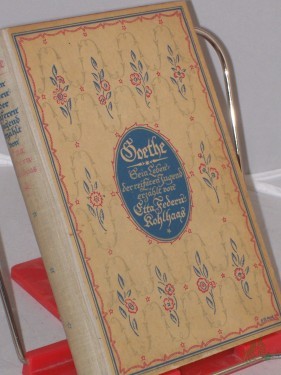 Goethe
Sein Leben
der reiferen Jugend
erzählt von
Etta Federn-
Kohlhaas